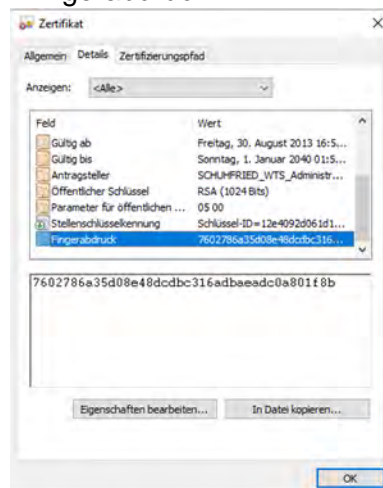 Zertifikat
Allgemein Details Zertifizierungspfad
Anzeigen: <Alle>
Feld Wert
Gültig ab Freitag, 30. August 2013 16:5...
Gültig bis Sonntag, 1. Januar 2040 01:5...
Antragsteller SCHUHFRIED_WTS_Administr...
Öffentlicher Schlüssel RSA (1024 Bits)
Parameter für öffentlichen ... 05 00
Stellenschlüsselkennung Schlüssel-ID=12e4092d061d1...
Fingerabdruck 7602786a35d08e48dcdbc316...
7602786a35d08e48dcdbc316adbaeadc0a801f8b
Eigenschaften bearbeiten... In Datei kopieren...
OK